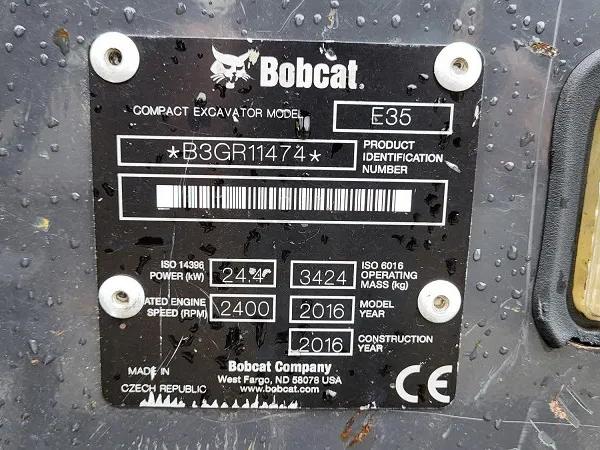 Bobcat.
COMPACT EXCAVATOR MODEL E35
*B3GR11474* PRODUCT IDENTIFICATION NUMBER
ISO 14396 POWER (kW) 24.4 3424 ISO 6016 OPERATING MASS (kg)
RATED ENGINE SPEED (RPM) 2400 2016 MODEL YEAR
2016 CONSTRUCTION YEAR
MADE IN CZECH REPUBLIC
Bobcat Company
West Fargo, ND 58078 USA
www.bobcat.com
CE